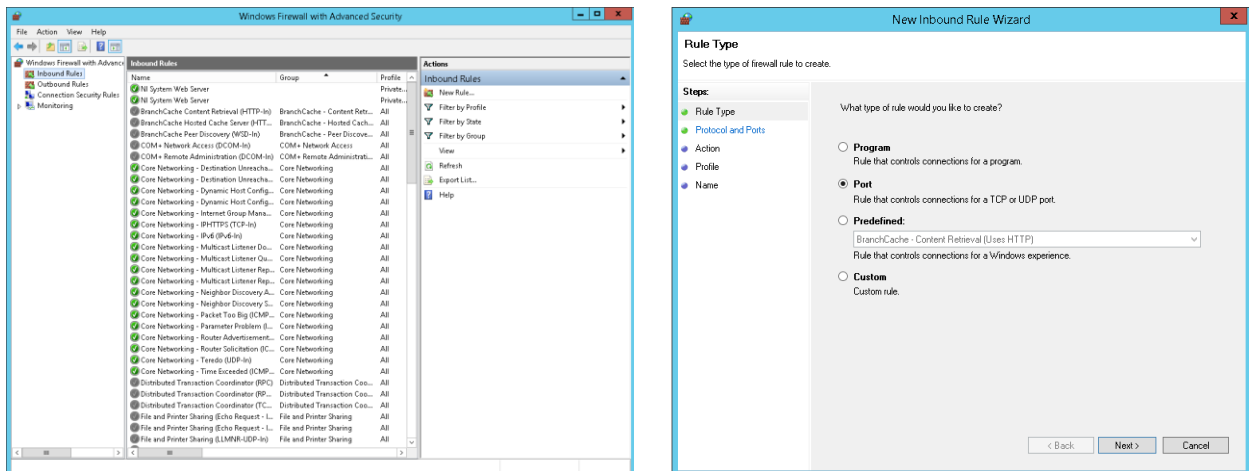 Windows Firewall with Advanced Security
File Action View Help
Windows Firewall with Advance
Inbound Rules
Outbound Rules
Connection Security Rules
Monitoring
Inbound Rules
Name Group Profile
NI System Web Server Private...
NI System Web Server Private...
BranchCache Content Retrieval (HTTP-In) BranchCache - Content Retr... All
BranchCache Hosted Cache Server (HTT... BranchCache - Hosted Cach... All
BranchCache Peer Discovery (WSD-In) BranchCache - Peer Discove... All
COM+ Network Access (DCOM-In) COM+ Network Access All
COM+ Remote Administration (DCOM-In) COM+ Remote Administrati... All
Core Networking - Destination Unreacha... Core Networking All
Core Networking - Destination Unreacha... Core Networking All
Core Networking - Dynamic Host Config... Core Networking All
Core Networking - Dynamic Host Config... Core Networking All
Core Networking - Internet Group Mana... Core Networking All
Core Networking - IPHTTPS (TCP-In) Core Networking All
Core Networking - IPv6 (IPv6-In) Core Networking All
Core Networking - Multicast Listener Do... Core Networking All
Core Networking - Multicast Listener Qu... Core Networking All
Core Networking - Multicast Listener Rep... Core Networking All
Core Networking - Multicast Listener Rep... Core Networking All
Core Networking - Neighbor Discovery A... Core Networking All
Core Networking - Neighbor Discovery S... Core Networking All
Core Networking - Packet Too Big (ICMP... Core Networking All
Core Networking - Parameter Problem (I... Core Networking All
Core Networking - Router Advertisement... Core Networking All
Core Networking - Router Solicitation (IC... Core Networking All
Core Networking - Teredo (UDP-In) Core Networking All
Core Networking - Time Exceeded (ICMP... Core Networking All
Distributed Transaction Coordinator (RPC) Distributed Transaction Coo... All
Distributed Transaction Coordinator (RP... Distributed Transaction Coo... All
Distributed Transaction Coordinator (TC... Distributed Transaction Coo... All
File and Printer Sharing (Echo Request - I... File and Printer Sharing All
File and Printer Sharing (Echo Request - I... File and Printer Sharing All
File and Printer Sharing (LLMNR-UDP-In) File and Printer Sharing All
Actions
Inbound Rules
New Rule...
Filter by Profile
Filter by State
Filter by Group
View
Refresh
Export List...
Help
New Inbound Rule Wizard
Rule Type
Select the type of firewall rule to create.
Steps:
Rule Type
Protocol and Ports
Action
Profile
Name
What type of rule would you like to create?
Program
Rule that controls connections for a program.
Port
Rule that controls connections for a TCP or UDP port.
Predefined:
BranchCache - Content Retrieval (Uses HTTP)
Rule that controls connections for a Windows experience.
Custom
Custom rule.
< Back Next > Cancel